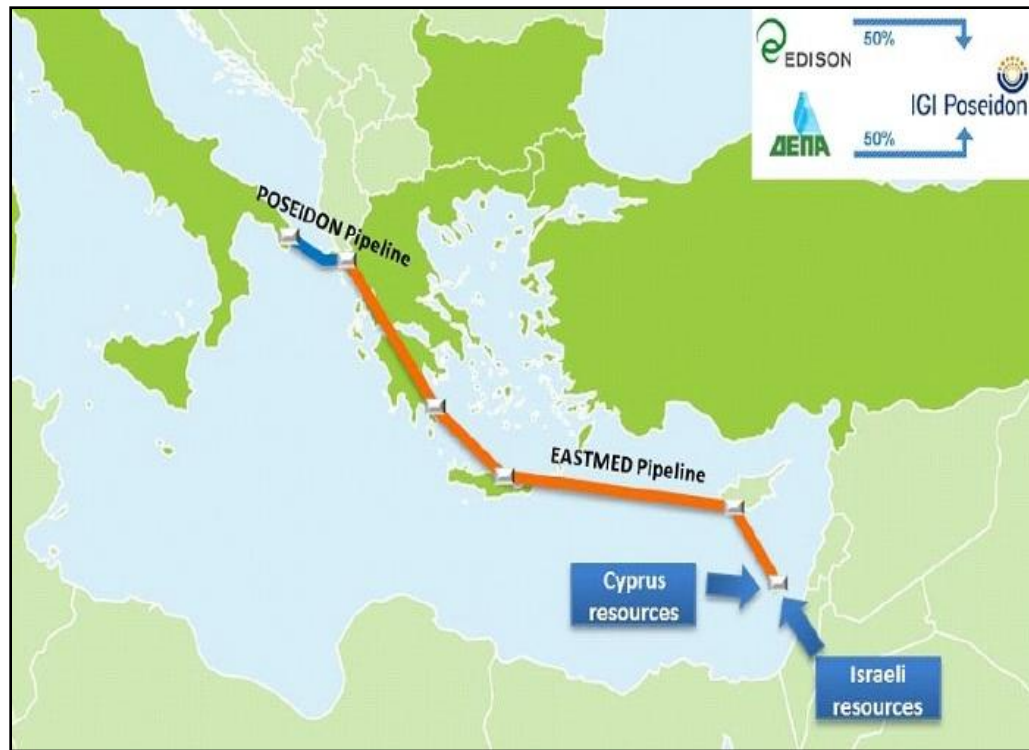 EDISON
50%
IGI Poseidon
ΔΕΠΑ
50%
POSEIDON Pipeline
EASTMED Pipeline
Cyprus
resources
Israeli
resources